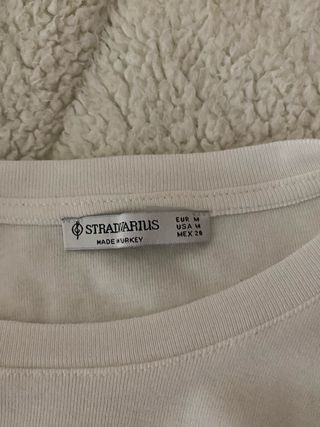 STRADIVARIUS
MADE IN TURKEY
EUR M
USA M
MEX 28